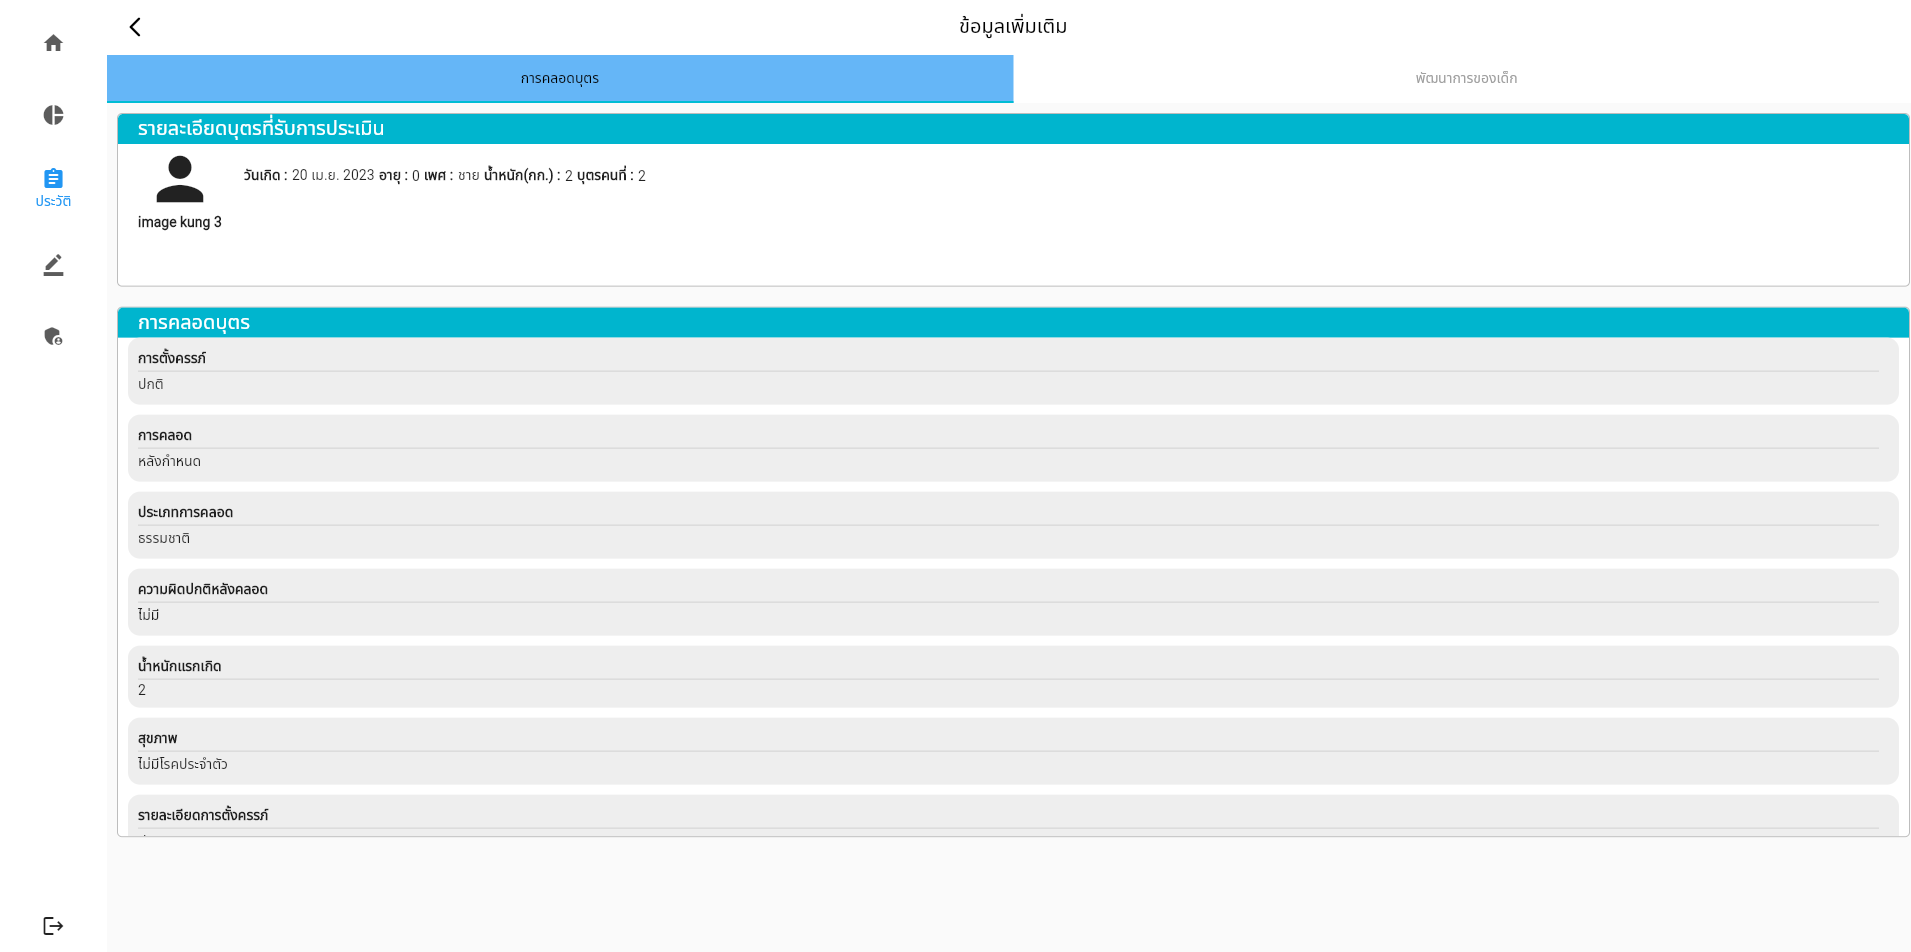 ข้อมูลเพิ่มเติม
การคลอดบุตร
พัฒนาการของเด็ก
ประวัติ
รายละเอียดบุตรที่รับการประเมิน
วันเกิด : 20 เม.ย. 2023 อายุ : 0 เพศ : ชาย น้ำหนัก(กก.) : 2 บุตรคนที่ : 2
image kung 3
การคลอดบุตร
การตั้งครรภ์
ปกติ
การคลอด
หลังกำหนด
ประเภทการคลอด
ธรรมชาติ
ความผิดปกติหลังคลอด
ไม่มี
น้ำหนักแรกเกิด
2
สุขภาพ
ไม่มีโรคประจำตัว
รายละเอียดการตั้งครรภ์